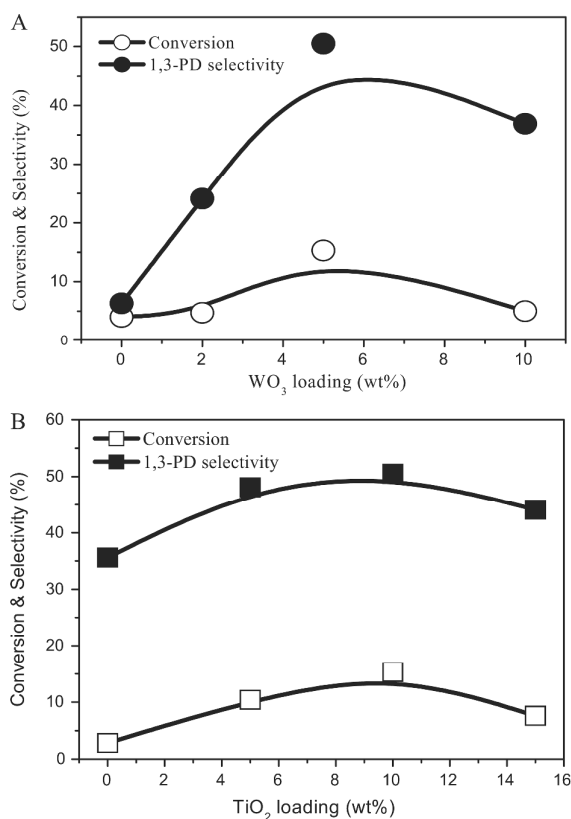 A
Conversion
1,3-PD selectivity
Conversion & Selectivity (%)
50
40
30
20
10
0
0 2 4 6 8 10
WO₃ loading (wt%)
B
Conversion
1,3-PD selectivity
Conversion & Selectivity (%)
60
50
40
30
20
10
0
0 2 4 6 8 10 12 14 16
TiO₂ loading (wt%)